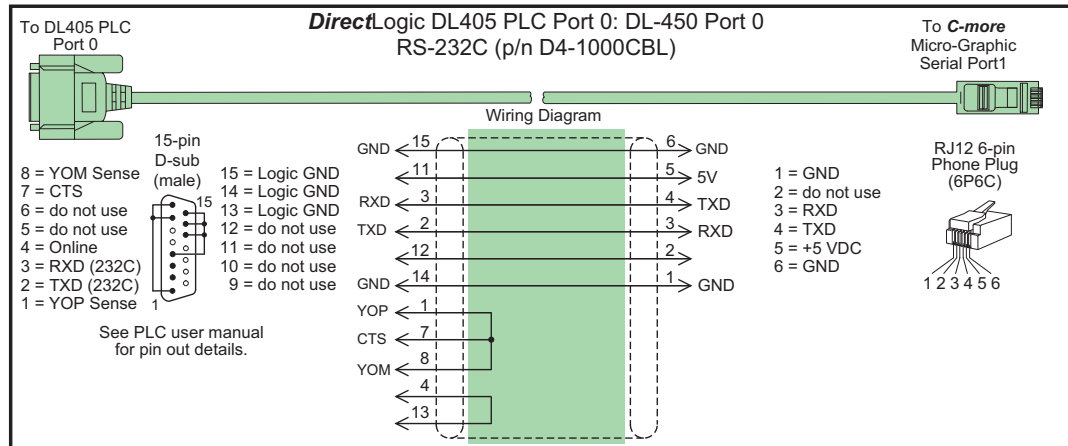 DirectLogic DL405 PLC Port 0: DL-450 Port 0
RS-232C (p/n D4-1000CBL)
To DL405 PLC
Port 0
To C-more
Micro-Graphic
Serial Port1
Wiring Diagram
15-pin
D-sub
(male)
8 = YOM Sense
7 = CTS
6 = do not use
5 = do not use
4 = Online
3 = RXD (232C)
2 = TXD (232C)
1 = YOP Sense
15
1
15 = Logic GND
14 = Logic GND
13 = Logic GND
12 = do not use
11 = do not use
10 = do not use
9 = do not use
See PLC user manual
for pin out details.
GND 15 6 GND
11 5 5V
RXD 3 4 TXD
TXD 2 3 RXD
12 2
GND 14 1 GND
YOP 1
CTS 7
YOM 8
4
13
1 = GND
2 = do not use
3 = RXD
4 = TXD
5 = +5 VDC
6 = GND
RJ12 6-pin
Phone Plug
(6P6C)
1 2 3 4 5 6